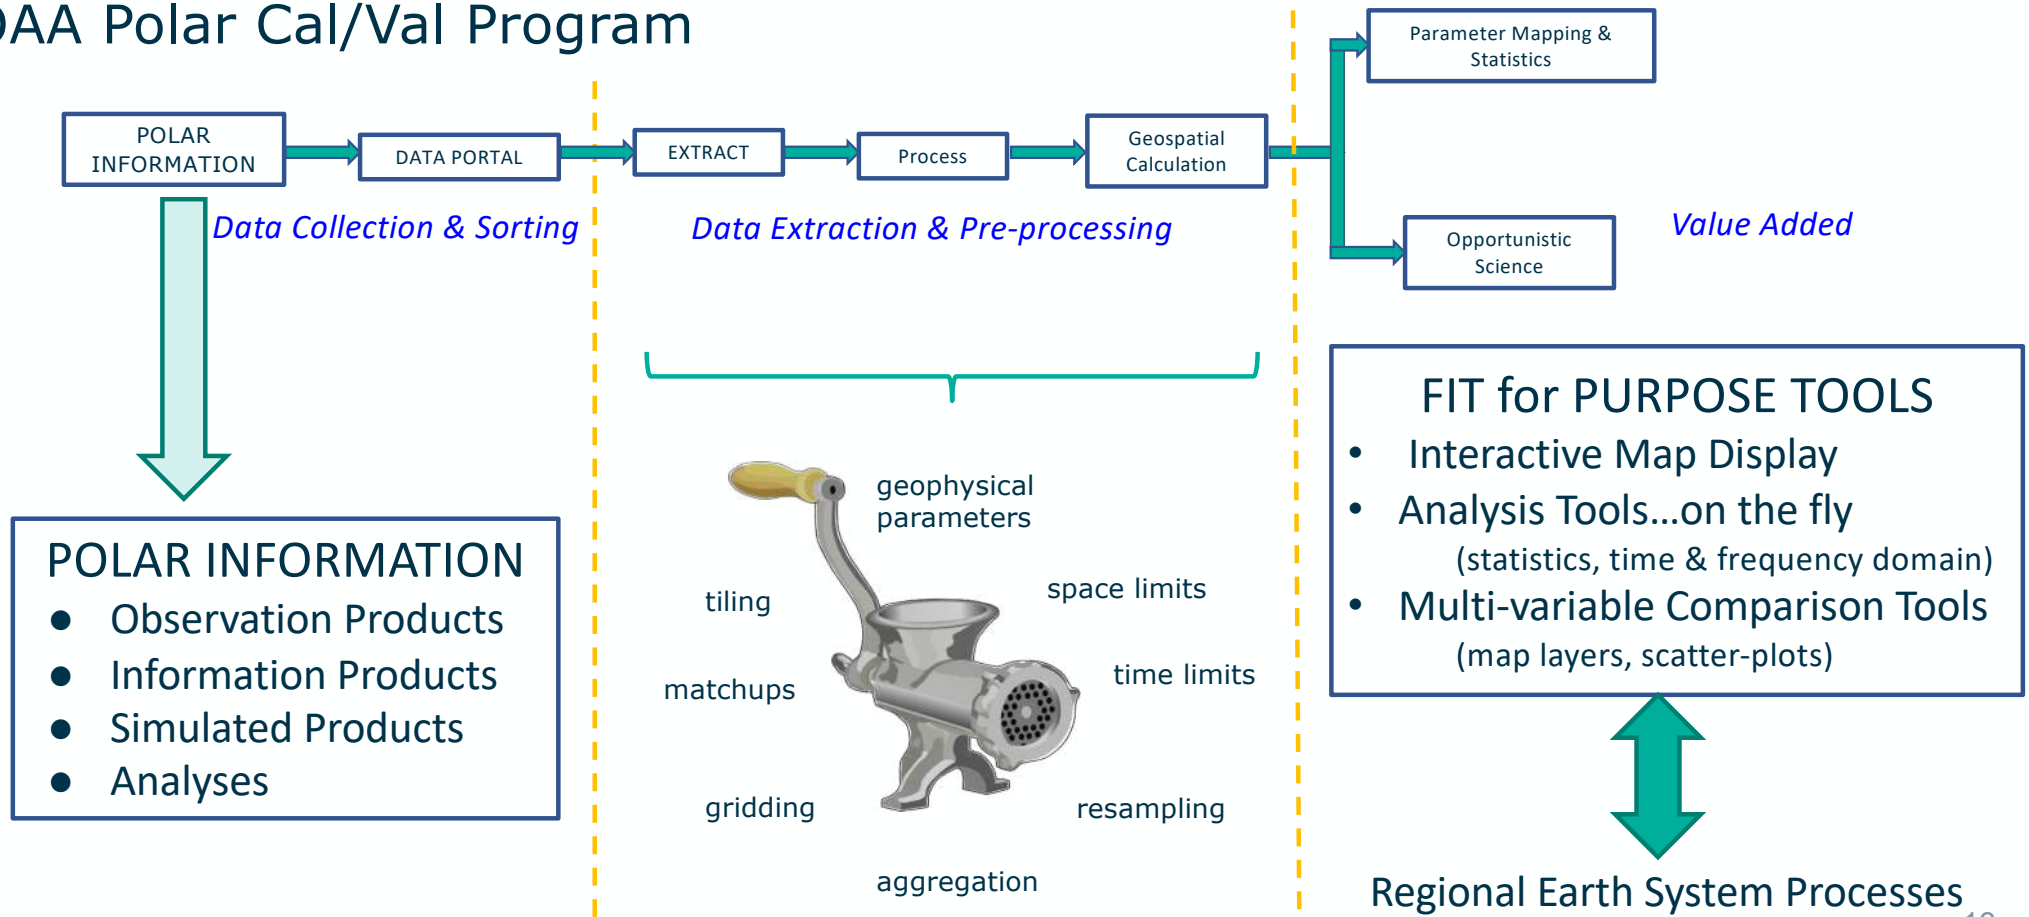 OAA Polar Cal/Val Program
POLAR
INFORMATION
DATA PORTAL
EXTRACT
Process
Geospatial
Calculation
Parameter Mapping &
Statistics
Opportunistic
Science
Data Collection & Sorting
Data Extraction & Pre-processing
Value Added
POLAR INFORMATION
● Observation Products
● Information Products
● Simulated Products
● Analyses
geophysical
parameters
tiling
space limits
matchups
time limits
gridding
resampling
aggregation
FIT for PURPOSE TOOLS
• Interactive Map Display
• Analysis Tools...on the fly
(statistics, time & frequency domain)
• Multi-variable Comparison Tools
(map layers, scatter-plots)
Regional Earth System Processes